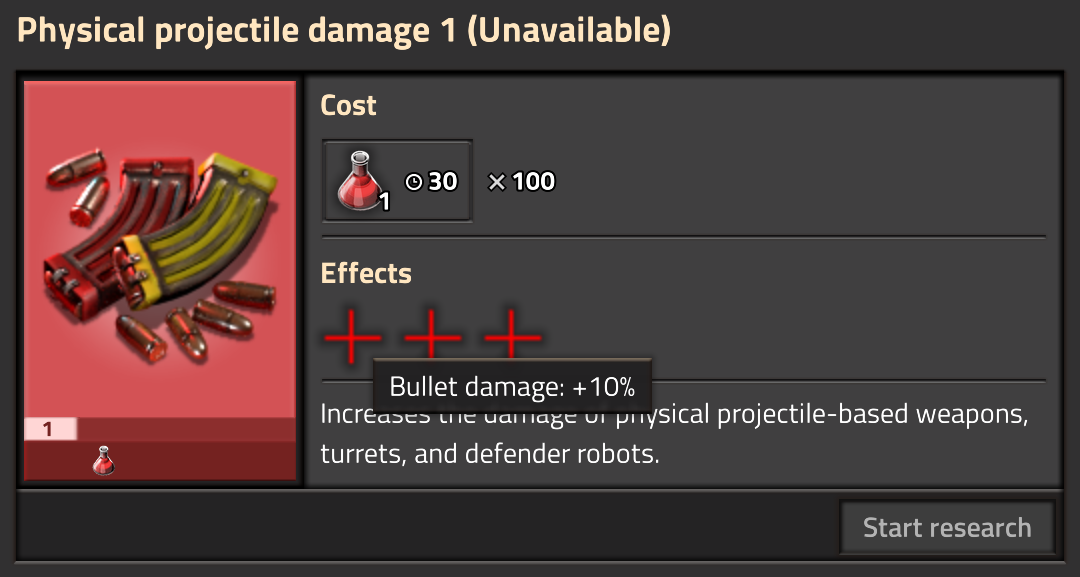 Physical projectile damage 1 (Unavailable)
Cost
1
30
× 100
Effects
Bullet damage: +10%
Increases the damage of physical projectile-based weapons,
turrets, and defender robots.
1
Start research